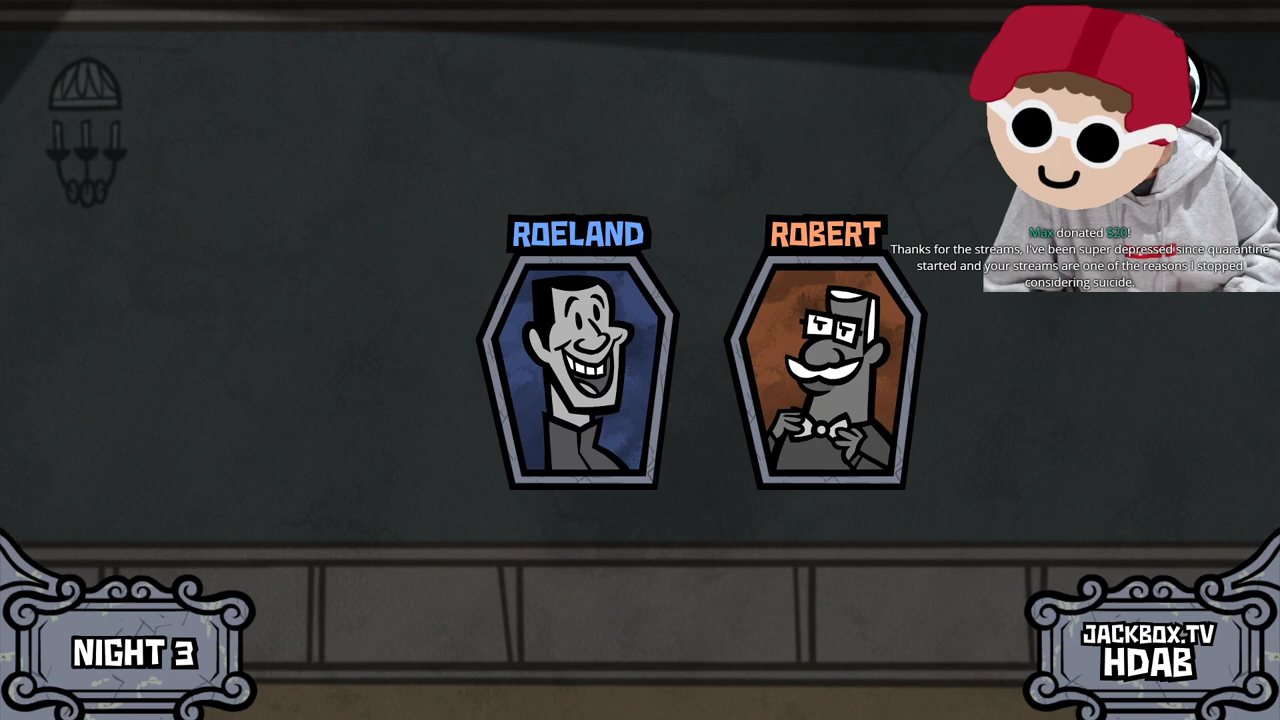 ROELAND
ROBERT
Max donated $20!
Thanks for the streams, I've been super depressed since quarantine
started and your streams are one of the reasons I stopped
considering suicide.
NIGHT 3
JACKBOX.TV
HDAB